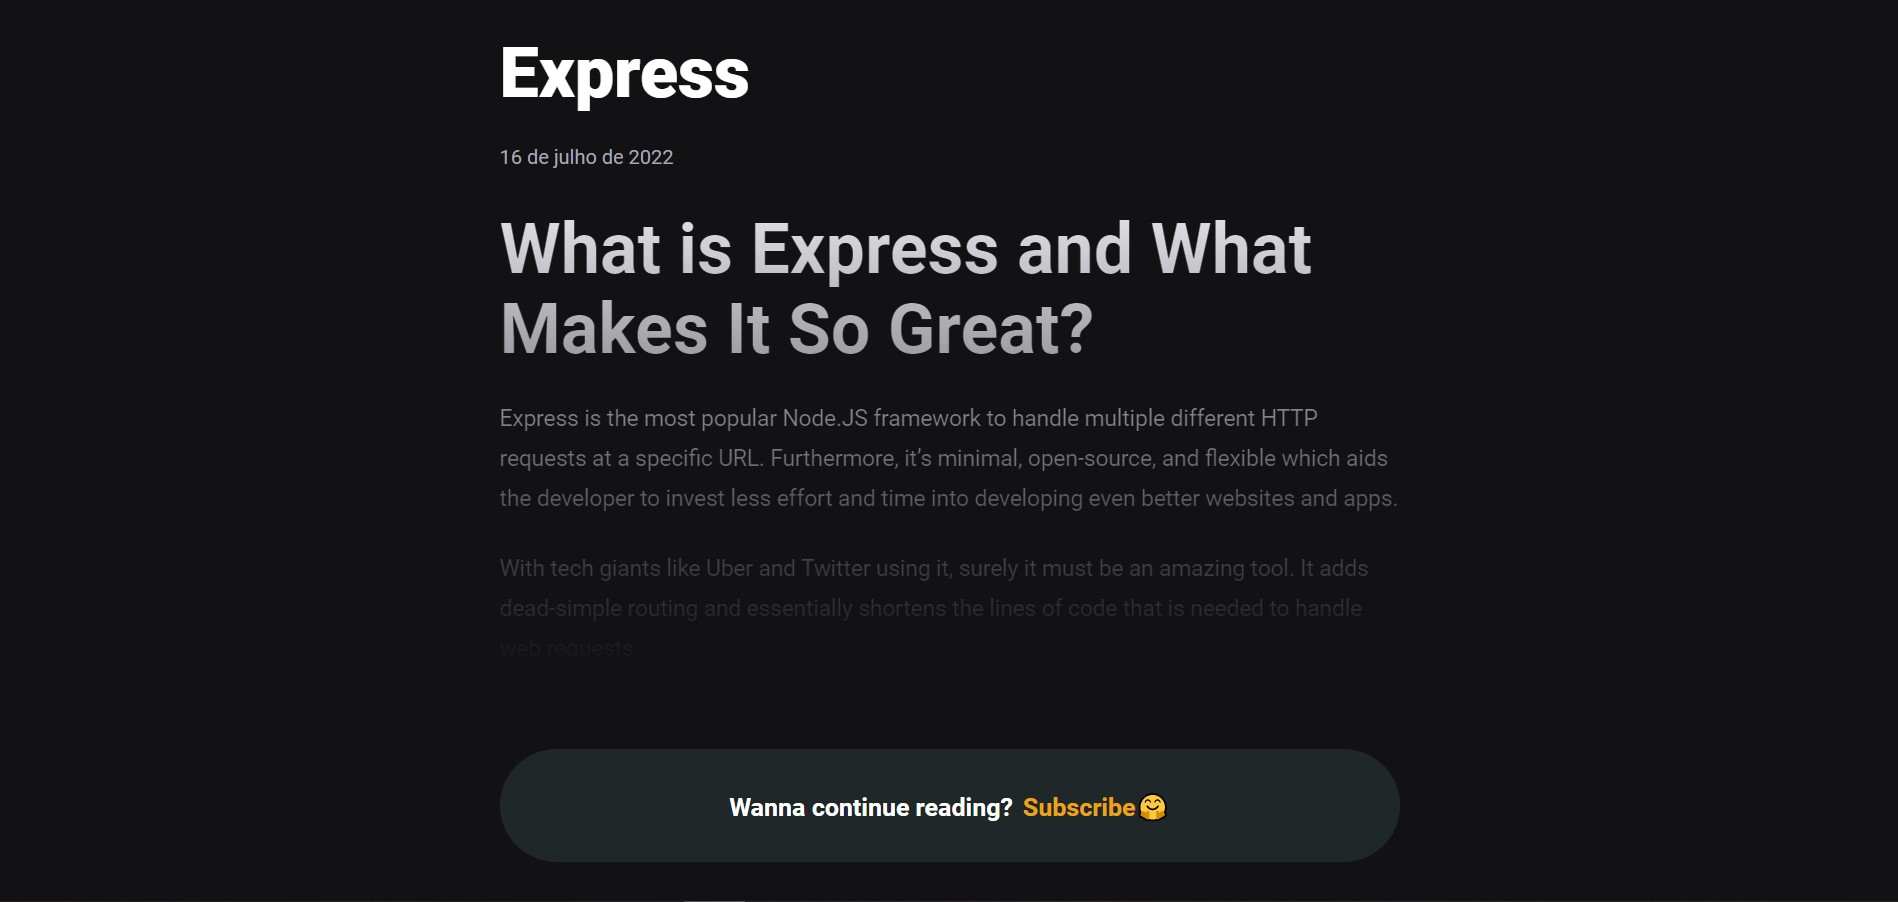 Express
16 de julho de 2022
What is Express and What
Makes It So Great?
Express is the most popular Node.JS framework to handle multiple different HTTP
requests at a specific URL. Furthermore, it’s minimal, open-source, and flexible which aids
the developer to invest less effort and time into developing even better websites and apps.
With tech giants like Uber and Twitter using it, surely it must be an amazing tool. It adds
dead-simple routing and essentially shortens the lines of code that is needed to handle
web requests.
Wanna continue reading? Subscribe🤗